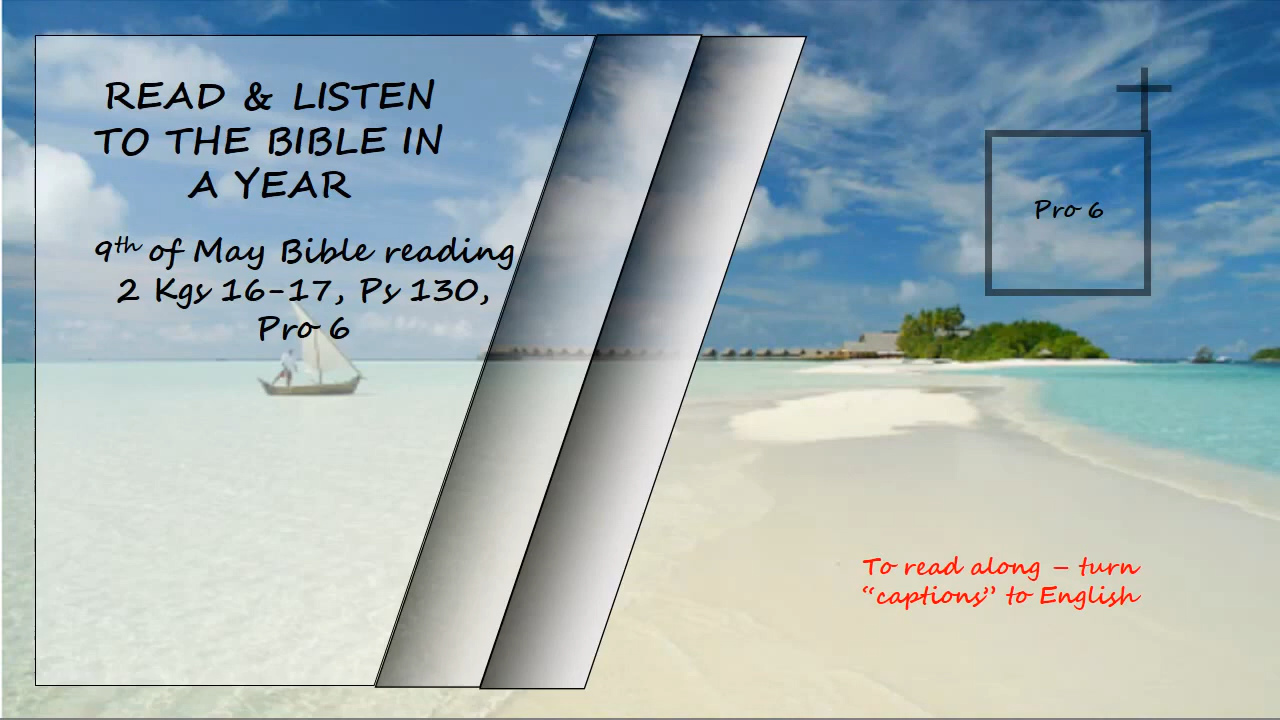 READ & LISTEN
TO THE BIBLE IN
A YEAR
9th of May Bible reading
2 Kgs 16-17, Ps 130,
Pro 6
Pro 6
To read along – turn
“captions” to English